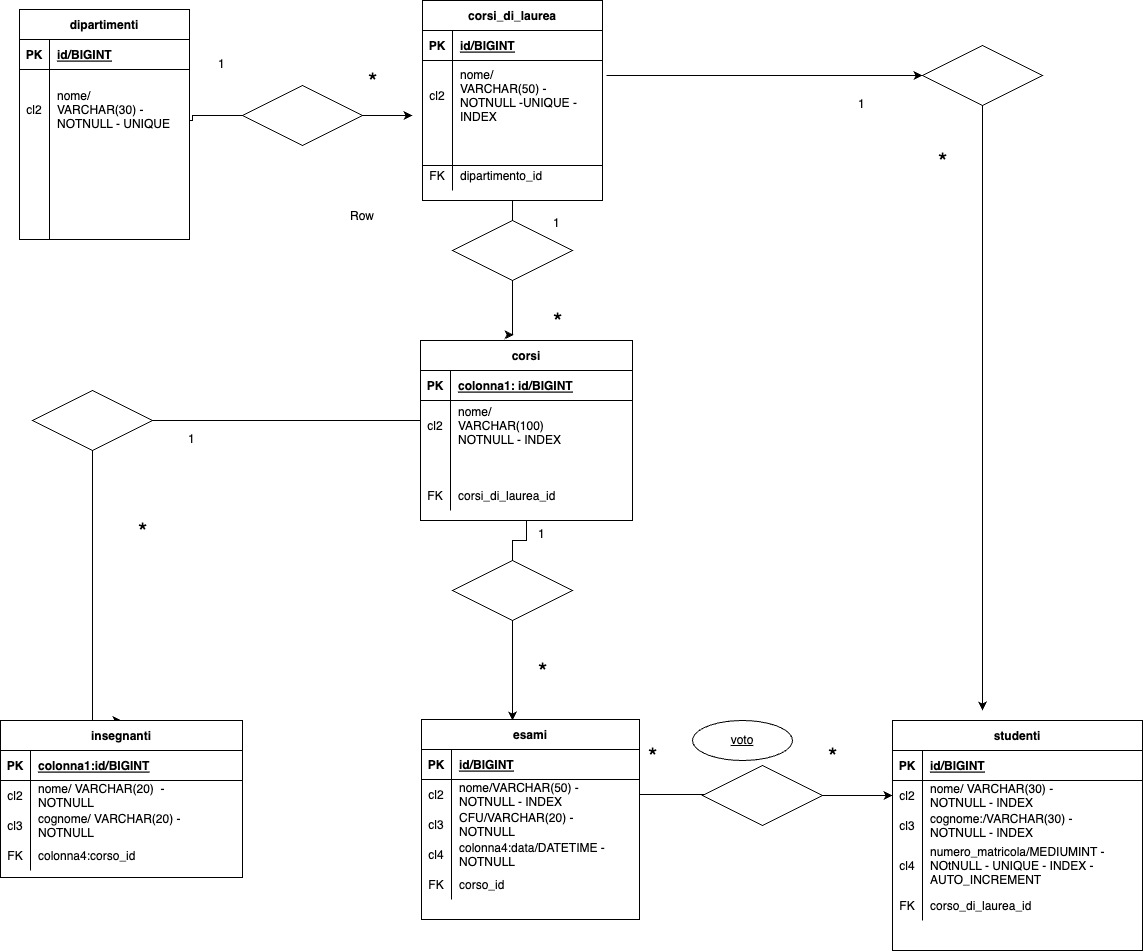 dipartimenti
PK id/BIGINT
cl2
nome/
VARCHAR(30) -
NOTNULL - UNIQUE
1
*
corsi_di_laurea
PK id/BIGINT
cl2
nome/
VARCHAR(50) -
NOTNULL -UNIQUE -
INDEX
FK dipartimento_id
1
*
Row
1
*
corsi
PK colonna1: id/BIGINT
cl2
nome/
VARCHAR(100)
NOTNULL - INDEX
FK corsi_di_laurea_id
1
*
1
*
insegnanti
PK colonna1:id/BIGINT
cl2
nome/ VARCHAR(20) -
NOTNULL
cl3
cognome/ VARCHAR(20) -
NOTNULL
FK colonna4:corso_id
esami
PK id/BIGINT
cl2
nome/VARCHAR(50) -
NOTNULL - INDEX
cl3
CFU/VARCHAR(20) -
NOTNULL
cl4
colonna4:data/DATETIME -
NOTNULL
FK corso_id
*
voto
*
studenti
PK id/BIGINT
cl2
nome/ VARCHAR(30) -
NOTNULL - INDEX
cl3
cognome:/VARCHAR(30) -
NOTNULL - INDEX
cl4
numero_matricola/MEDIUMINT -
NOtNULL - UNIQUE - INDEX -
AUTO_INCREMENT
FK corso_di_laurea_id